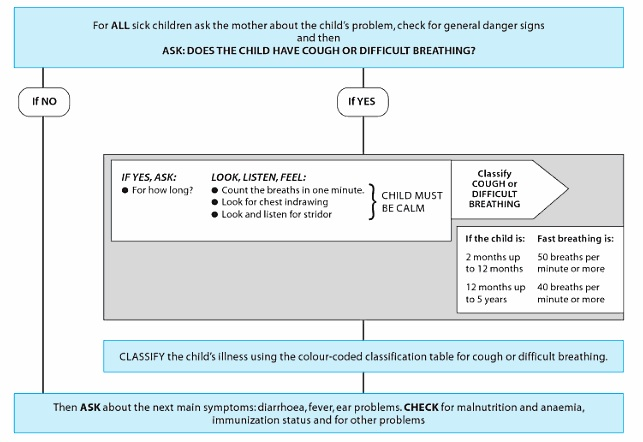 For ALL sick children ask the mother about the child's problem, check for general danger signs
and then
ASK: DOES THE CHILD HAVE COUGH OR DIFFICULT BREATHING?
If NO
If YES
IF YES, ASK:
● For how long?
LOOK, LISTEN, FEEL:
● Count the breaths in one minute.
● Look for chest indrawing
● Look and listen for stridor
CHILD MUST
BE CALM
Classify
COUGH or
DIFFICULT
BREATHING
If the child is: Fast breathing is:
2 months up 50 breaths per
to 12 months minute or more
12 months up 40 breaths per
to 5 years minute or more
CLASSIFY the child's illness using the colour-coded classification table for cough or difficult breathing.
Then ASK about the next main symptoms: diarrhoea, fever, ear problems. CHECK for malnutrition and anaemia,
immunization status and for other problems